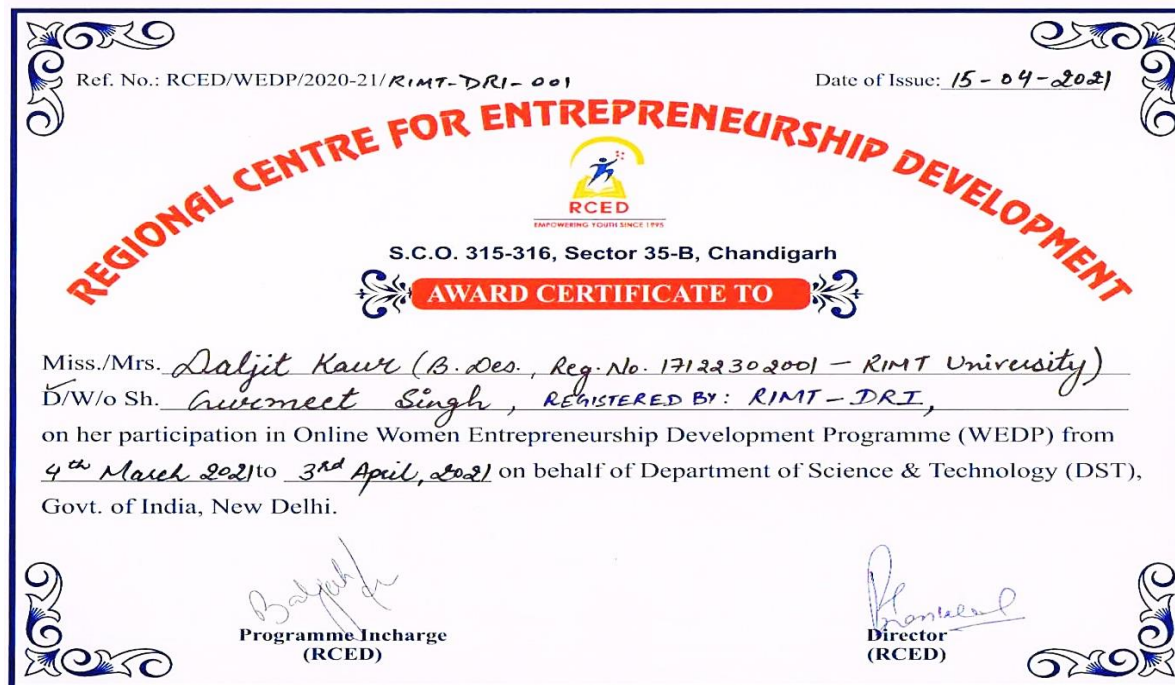 Ref. No.: RCED/WEDP/2020-21/RIMT-DRI-001
Date of Issue: 15-04-2021
REGIONAL CENTRE FOR ENTREPRENEURSHIP DEVELOPMENT
RCED
EMPOWERING YOUTH SINCE 1995
S.C.O. 315-316, Sector 35-B, Chandigarh
AWARD CERTIFICATE TO
Miss./Mrs. Daljit Kaur (B. Des., Reg. No. 17122302001 - RIMT University)
D/W/o Sh. Gurmeet Singh, REGISTERED BY: RIMT-DRI,
on her participation in Online Women Entrepreneurship Development Programme (WEDP) from
4th March 2021 to 3rd April, 2021 on behalf of Department of Science & Technology (DST),
Govt. of India, New Delhi.
Programme Incharge
(RCED)
Director
(RCED)